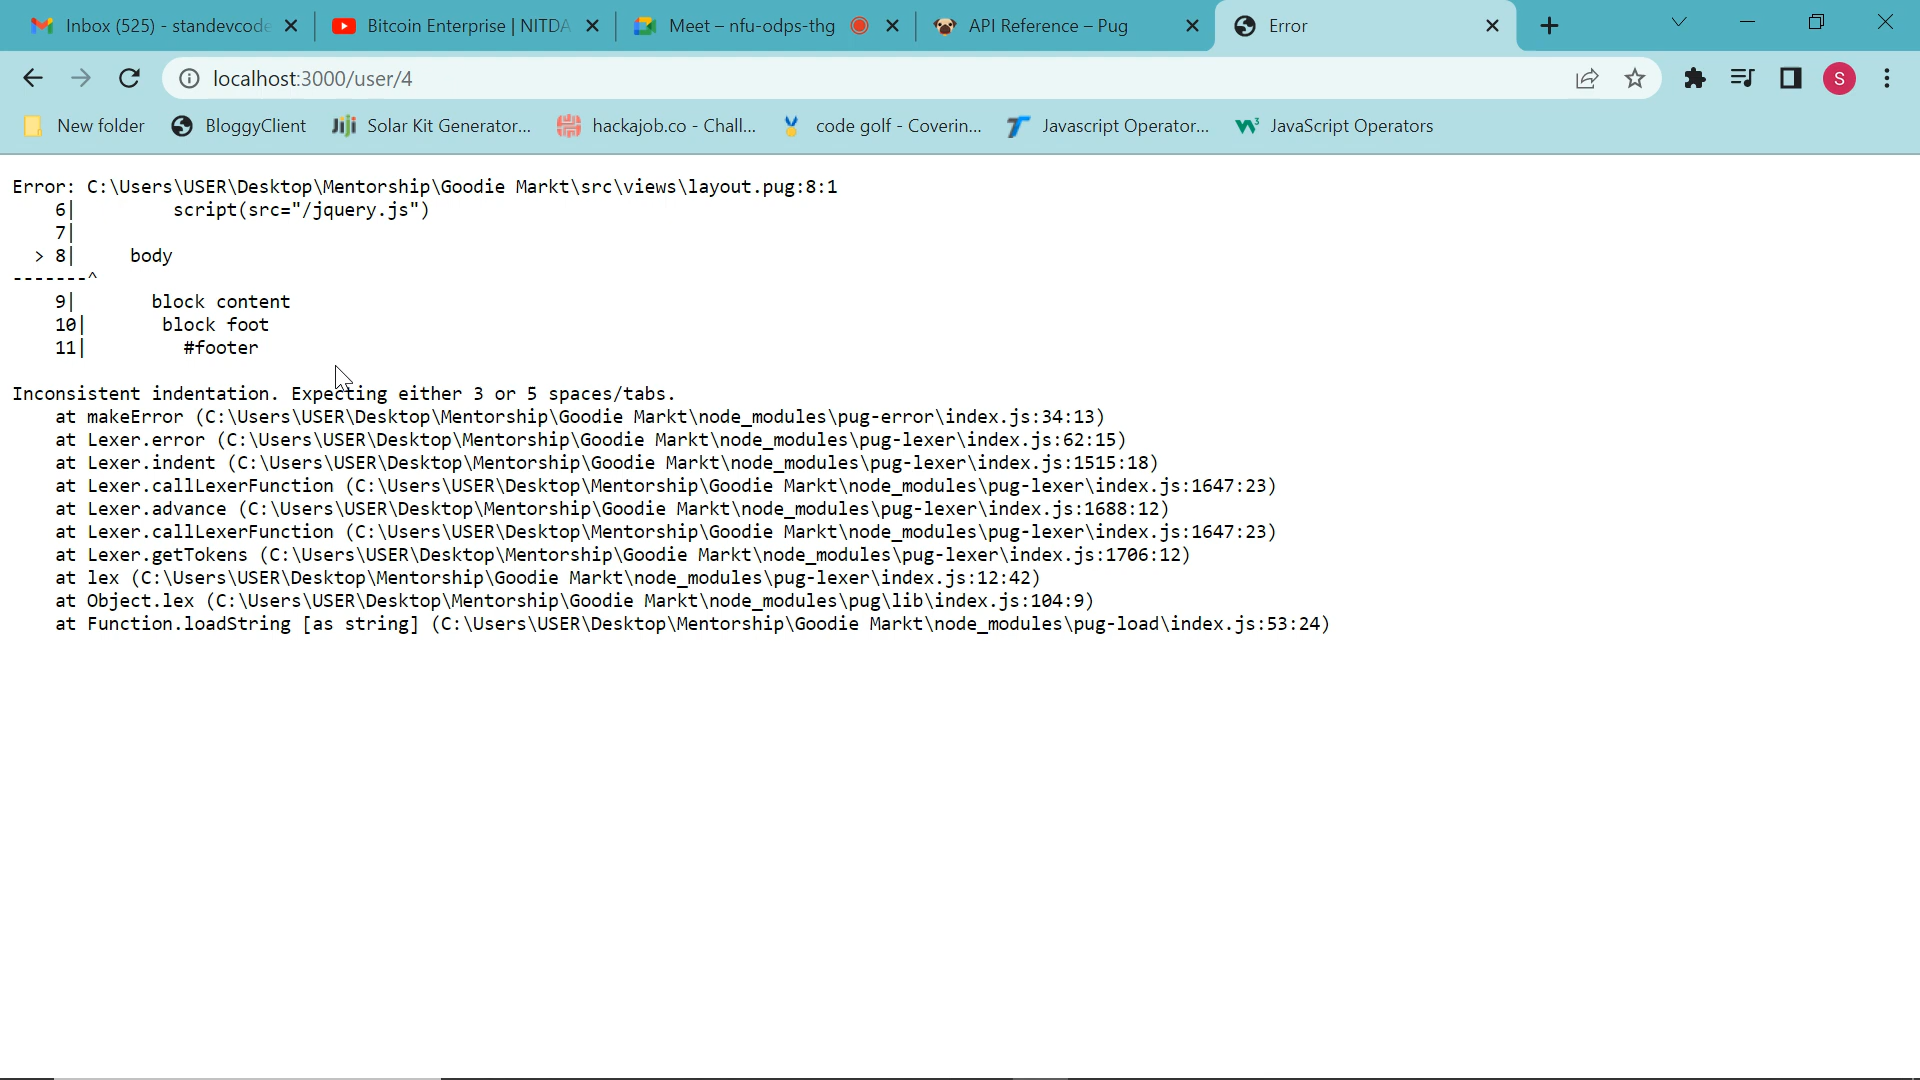 Inbox (525) - standevcode
Bitcoin Enterprise | NITDA
Meet – nfu-odps-thg
API Reference – Pug
Error
localhost:3000/user/4
S
New folder
BloggyClient
Jiji
Solar Kit Generator...
hackajob.co - Chall...
code golf - Coverin...
Javascript Operator...
JavaScript Operators
Error: C:\Users\USER\Desktop\Mentorship\Goodie Markt\src\views\layout.pug:8:1
    6|         script(src="/jquery.js")
    7|
  > 8|     body
-------^
    9|       block content
    10|       block foot
    11|         #footer
Inconsistent indentation. Expecting either 3 or 5 spaces/tabs.
    at makeError (C:\Users\USER\Desktop\Mentorship\Goodie Markt\node_modules\pug-error\index.js:34:13)
    at Lexer.error (C:\Users\USER\Desktop\Mentorship\Goodie Markt\node_modules\pug-lexer\index.js:62:15)
    at Lexer.indent (C:\Users\USER\Desktop\Mentorship\Goodie Markt\node_modules\pug-lexer\index.js:1515:18)
    at Lexer.callLexerFunction (C:\Users\USER\Desktop\Mentorship\Goodie Markt\node_modules\pug-lexer\index.js:1647:23)
    at Lexer.advance (C:\Users\USER\Desktop\Mentorship\Goodie Markt\node_modules\pug-lexer\index.js:1688:12)
    at Lexer.callLexerFunction (C:\Users\USER\Desktop\Mentorship\Goodie Markt\node_modules\pug-lexer\index.js:1647:23)
    at Lexer.getTokens (C:\Users\USER\Desktop\Mentorship\Goodie Markt\node_modules\pug-lexer\index.js:1706:12)
    at lex (C:\Users\USER\Desktop\Mentorship\Goodie Markt\node_modules\pug-lexer\index.js:12:42)
    at Object.lex (C:\Users\USER\Desktop\Mentorship\Goodie Markt\node_modules\pug\lib\index.js:104:9)
    at Function.loadString [as string] (C:\Users\USER\Desktop\Mentorship\Goodie Markt\node_modules\pug-load\index.js:53:24)